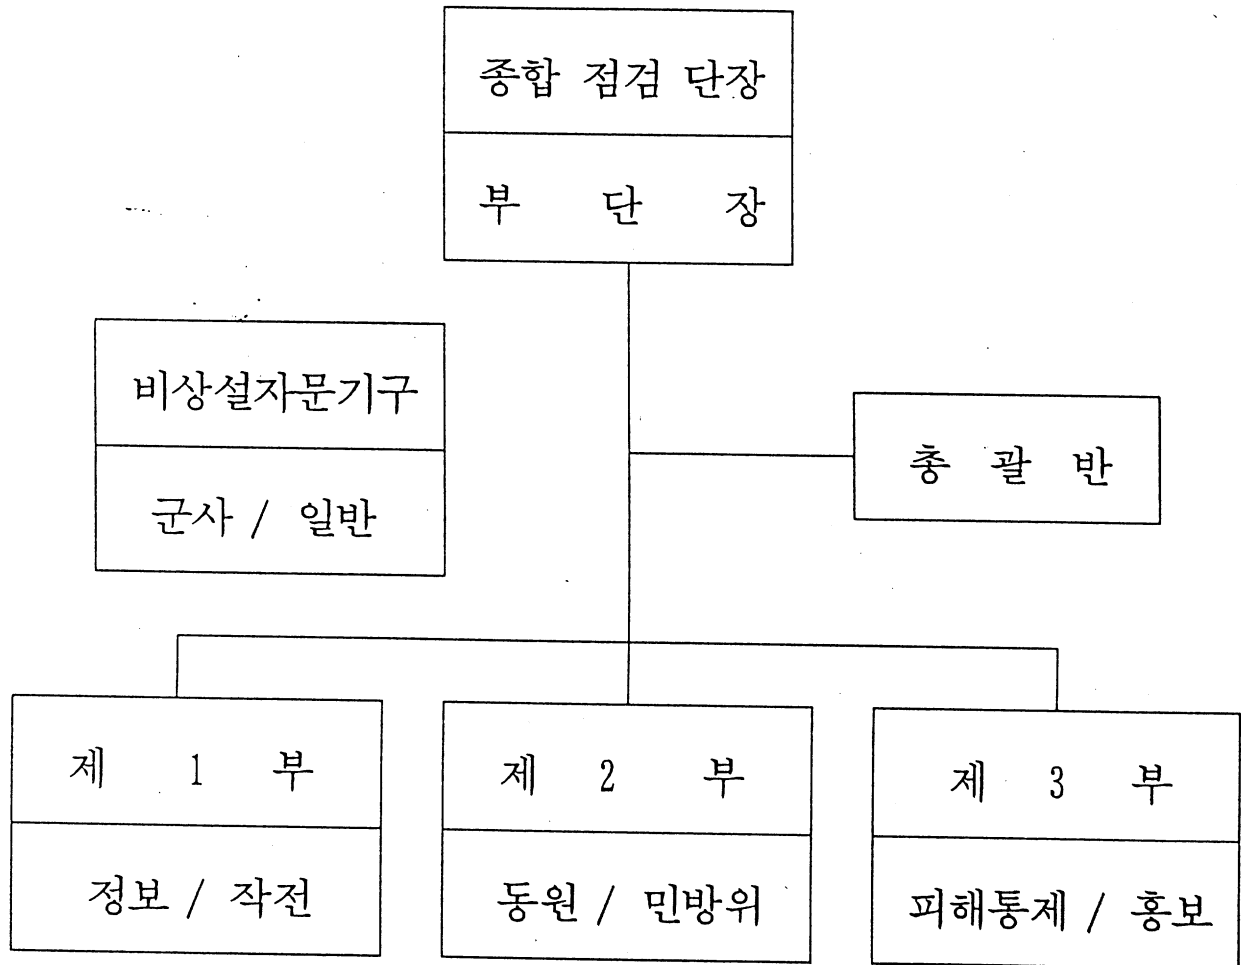 종합 점검 단장
부 단 장
비상설자문기구
군사 / 일반
총 괄 반
제 1 부
정보 / 작전
제 2 부
동원 / 민방위
제 3 부
피해통제 / 홍보